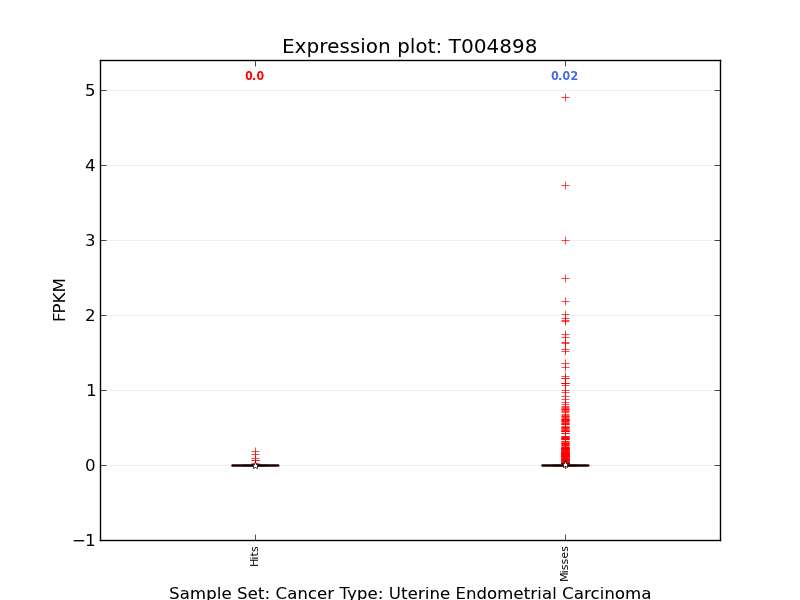 Expression plot: T004898
0.0
0.02
5
4
3
2
1
0
−1
FPKM
Hits
Misses
Sample Set: Cancer Type: Uterine Endometrial Carcinoma